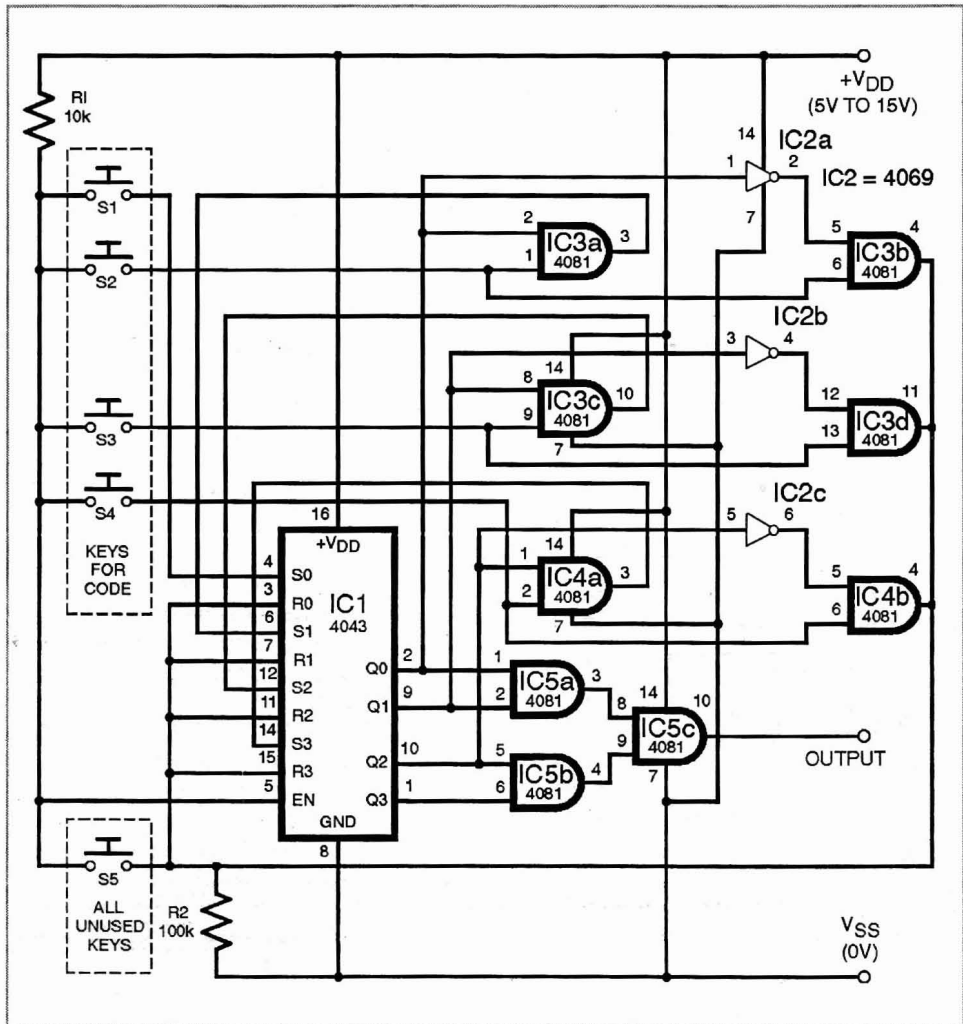 R1
10k
+VDD
(5V TO 15V)
14
IC2a
1
2
IC2 = 4069
7
S1
2
IC3a
4081
3
1
5
IC3b
4081
4
6
S2
IC2b
3
4
14
8
IC3c
4081
10
9
7
12
IC3d
4081
11
13
S3
IC2c
5
6
S4
KEYS
FOR
CODE
14
1
IC4a
4081
3
2
7
5
IC4b
4081
4
6
16
+VDD
IC1
4043
4
S0
3
R0
6
S1
7
R1
12
S2
11
R2
14
S3
15
R3
5
EN
Q0
2
Q1
9
Q2
10
Q3
1
GND
8
1
IC5a
4081
3
2
5
IC5b
4081
4
6
14
8
IC5c
4081
10
9
7
OUTPUT
S5
ALL
UNUSED
KEYS
R2
100k
VSS
(0V)